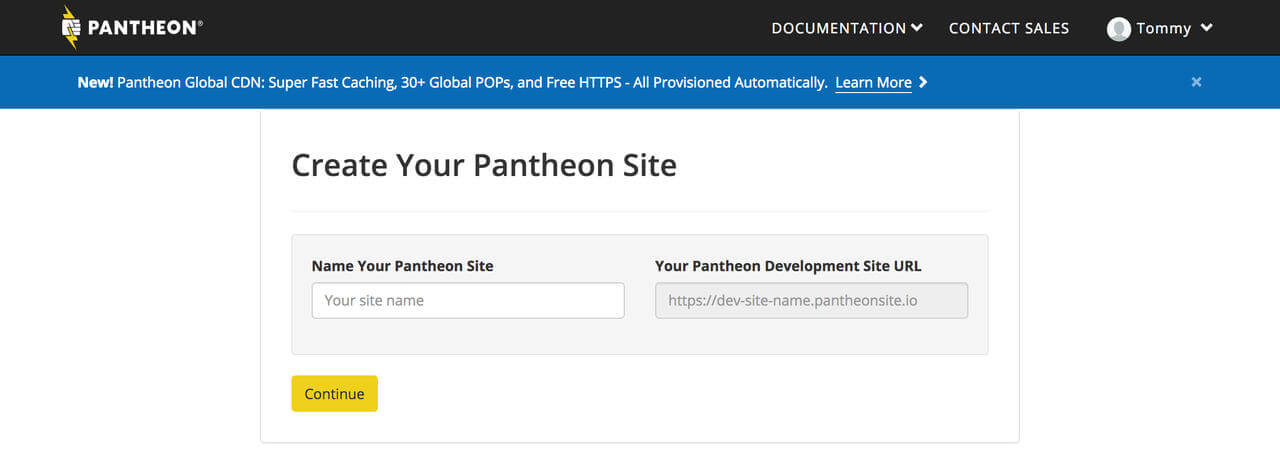 PANTHEON®
DOCUMENTATION
CONTACT SALES
Tommy
New! Pantheon Global CDN: Super Fast Caching, 30+ Global POPs, and Free HTTPS - All Provisioned Automatically. Learn More
×
Create Your Pantheon Site
Name Your Pantheon Site
Your Pantheon Development Site URL
Your site name
https://dev-site-name.pantheonsite.io
Continue